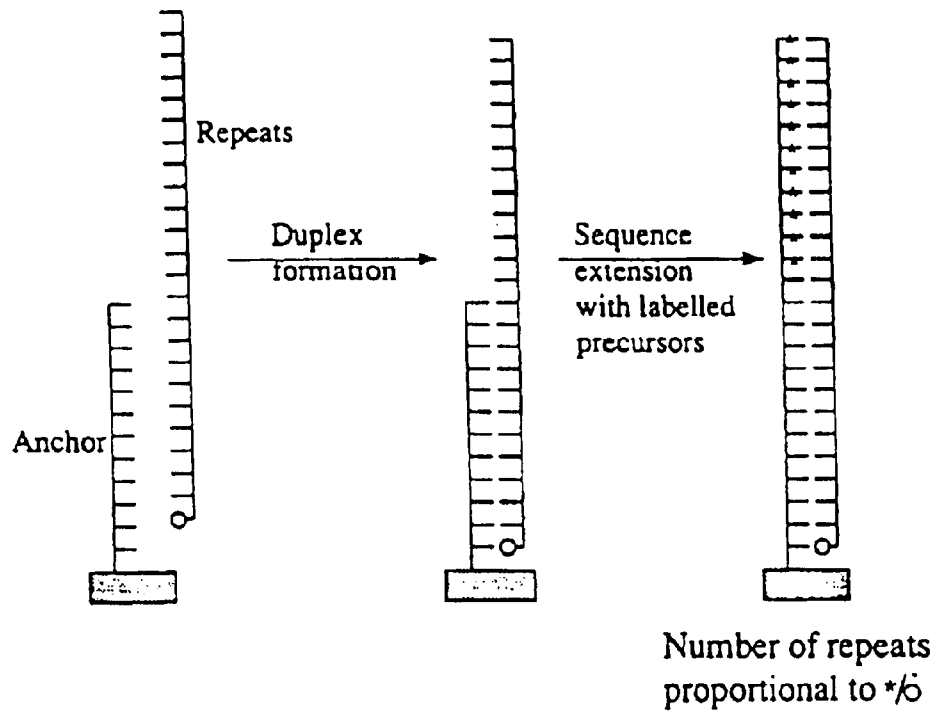 Repeats
Anchor
Duplex
formation
Sequence
extension
with labelled
precursors
Number of repeats
proportional to */o